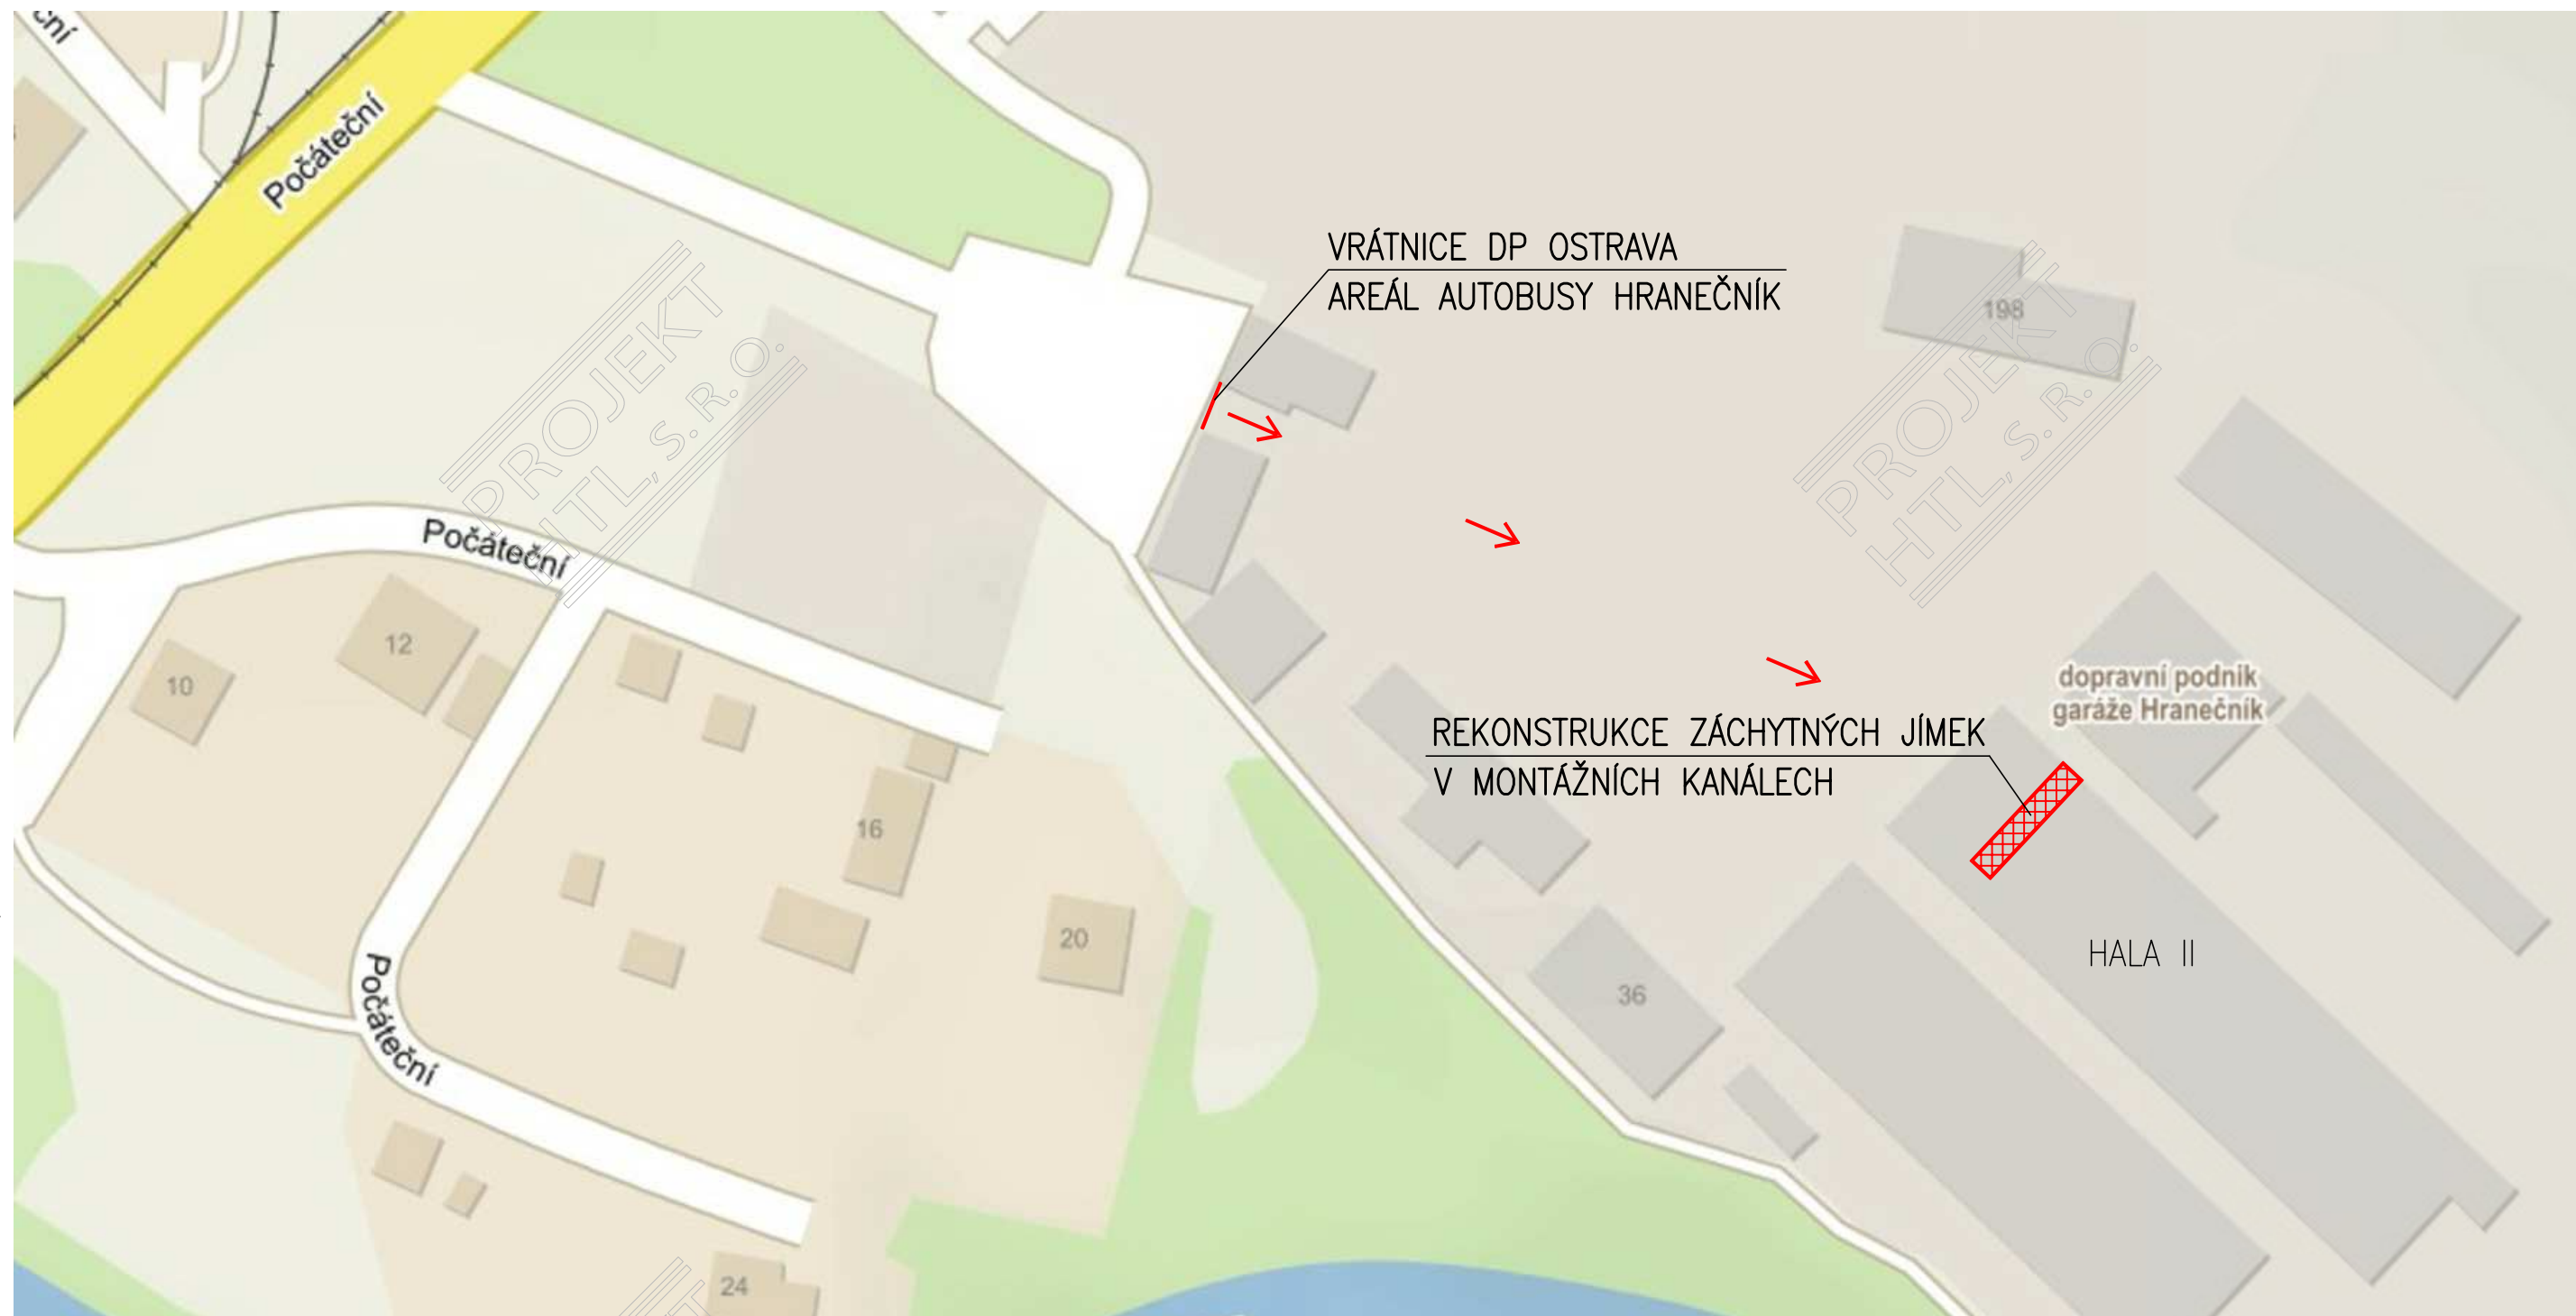 ční
Počáteční
VRÁTNICE DP OSTRAVA
AREÁL AUTOBUSY HRANEČNÍK
198
PROJEKT
HTL, S.R.O.
PROJEKT
HTL, S.R.O.
Počáteční
12
10
dopravní podnik
garáže Hranečník
REKONSTRUKCE ZÁCHYTNÝCH JÍMEK
V MONTÁŽNÍCH KANÁLECH
16
20
HALA II
36
Počáteční
24